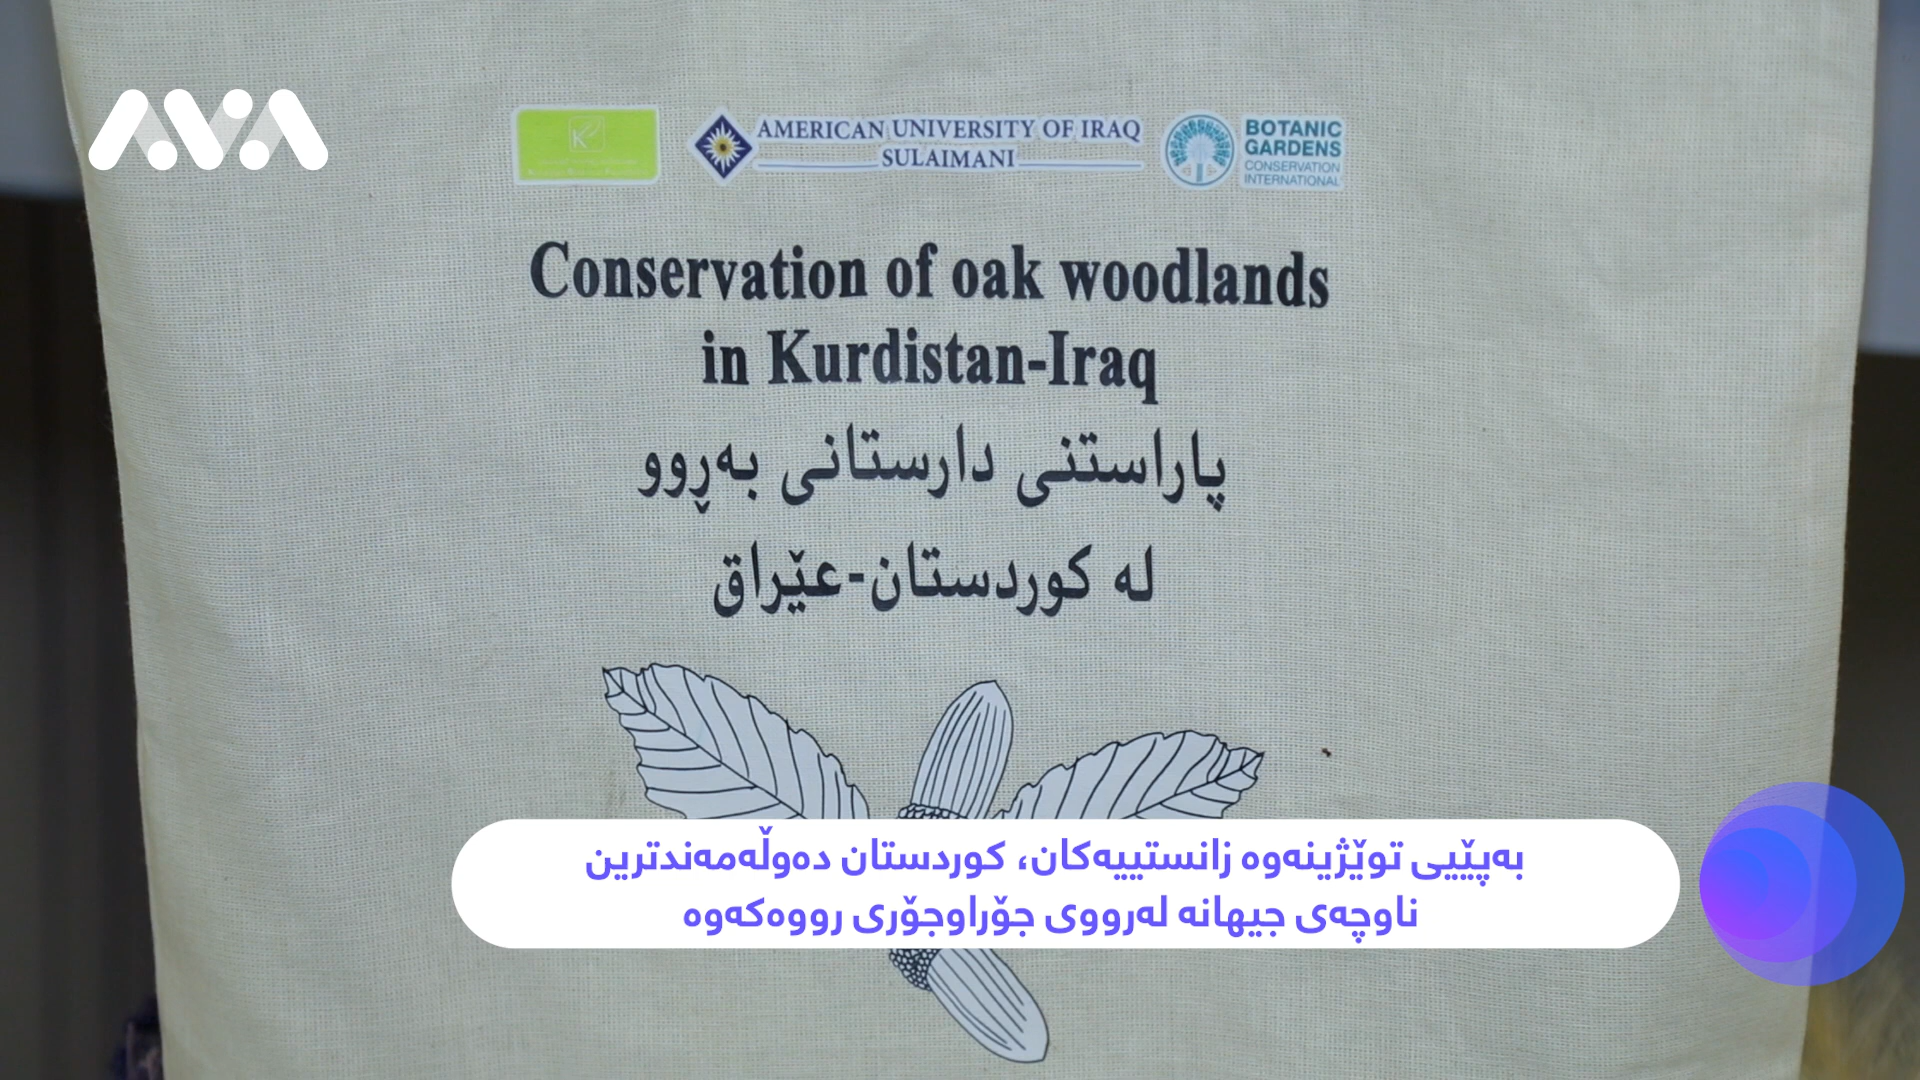 AVA
AMERICAN UNIVERSITY OF IRAQ
SULAIMANI
BOTANIC
GARDENS
CONSERVATION
INTERNATIONAL
Conservation of oak woodlands
in Kurdistan-Iraq
پاراستنی دارستانی بەڕوو
لە کوردستان-عێراق
بەپێیی توێژینەوە زانستییەکان، کوردستان دەوڵەمەندترین
ناوچەی جیهانە لەرووی جۆراوجۆری رووەکەوە